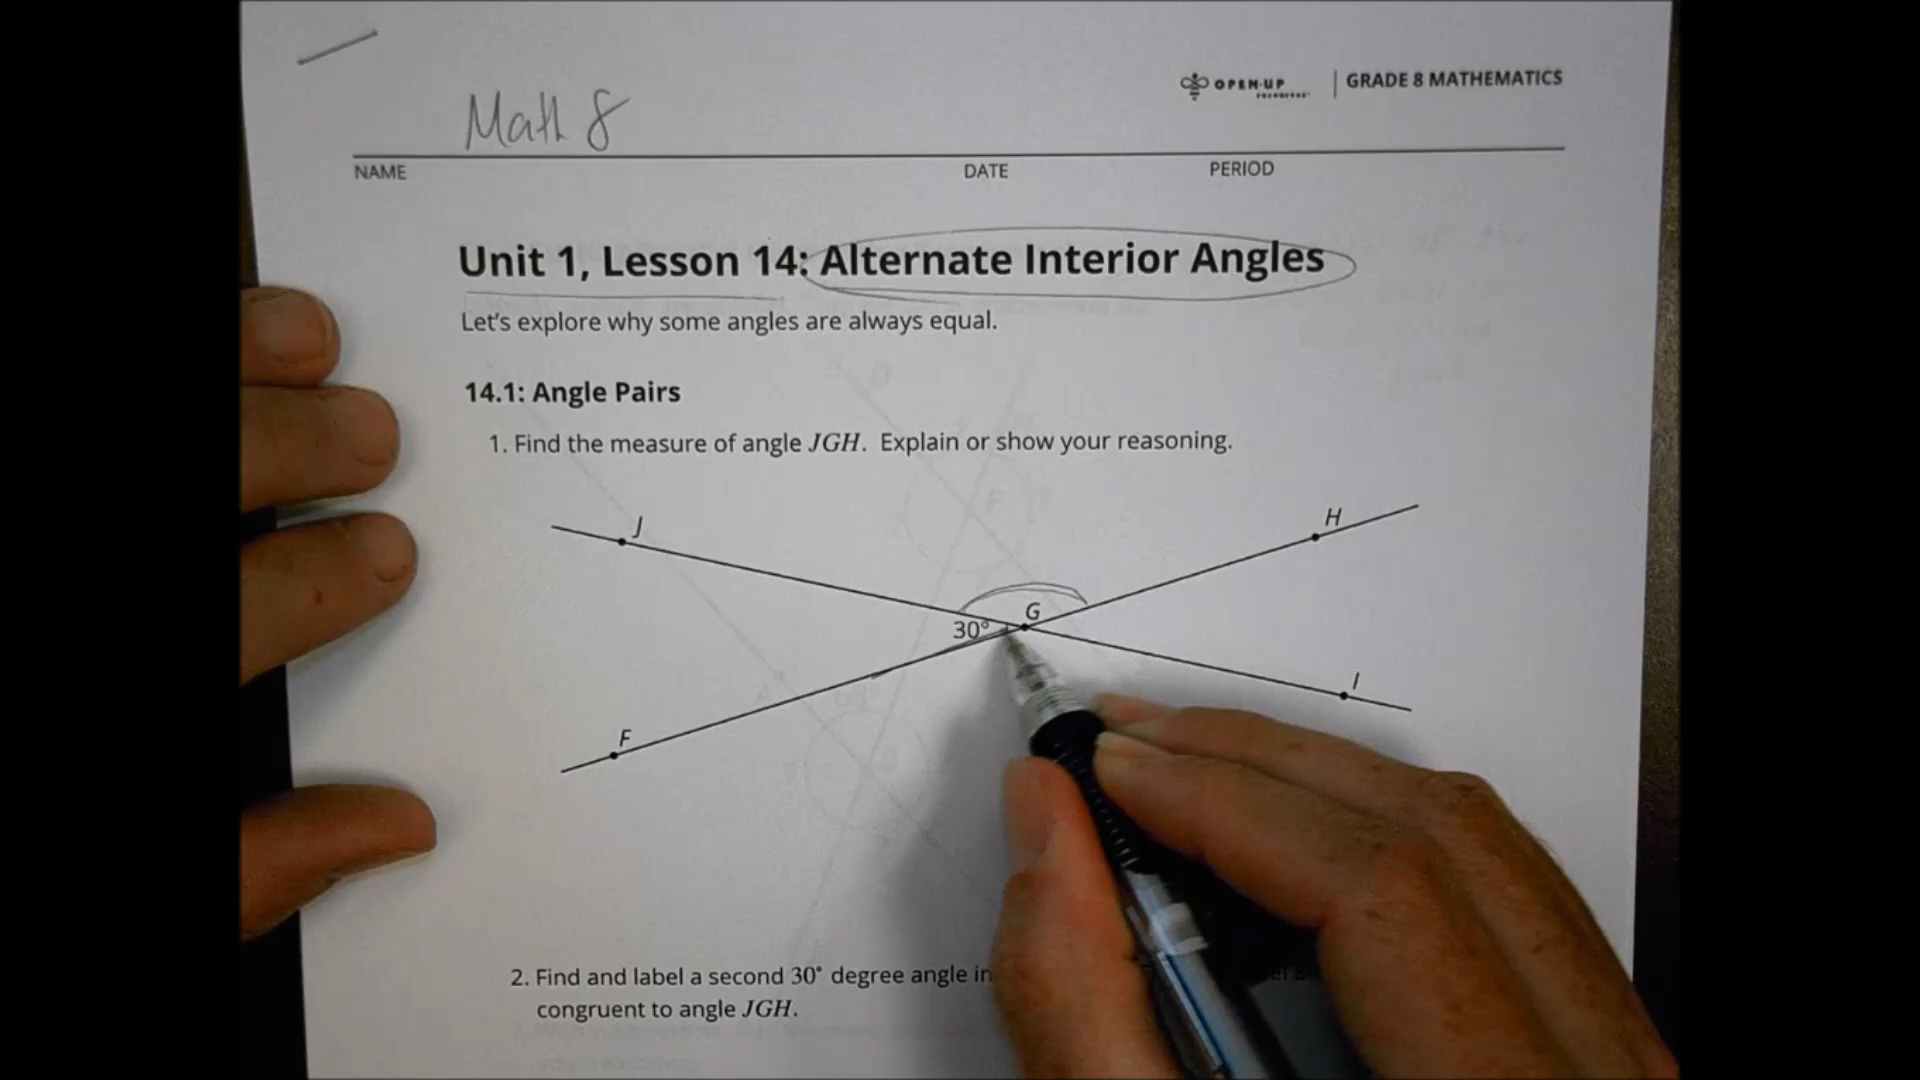 Math 8
OPEN-UP
GRADE 8 MATHEMATICS
NAME DATE PERIOD
Unit 1, Lesson 14: Alternate Interior Angles
Let's explore why some angles are always equal.
14.1: Angle Pairs
1. Find the measure of angle JGH. Explain or show your reasoning.
J
H
G
30°
I
F
2. Find and label a second 30° degree angle in
congruent to angle JGH.